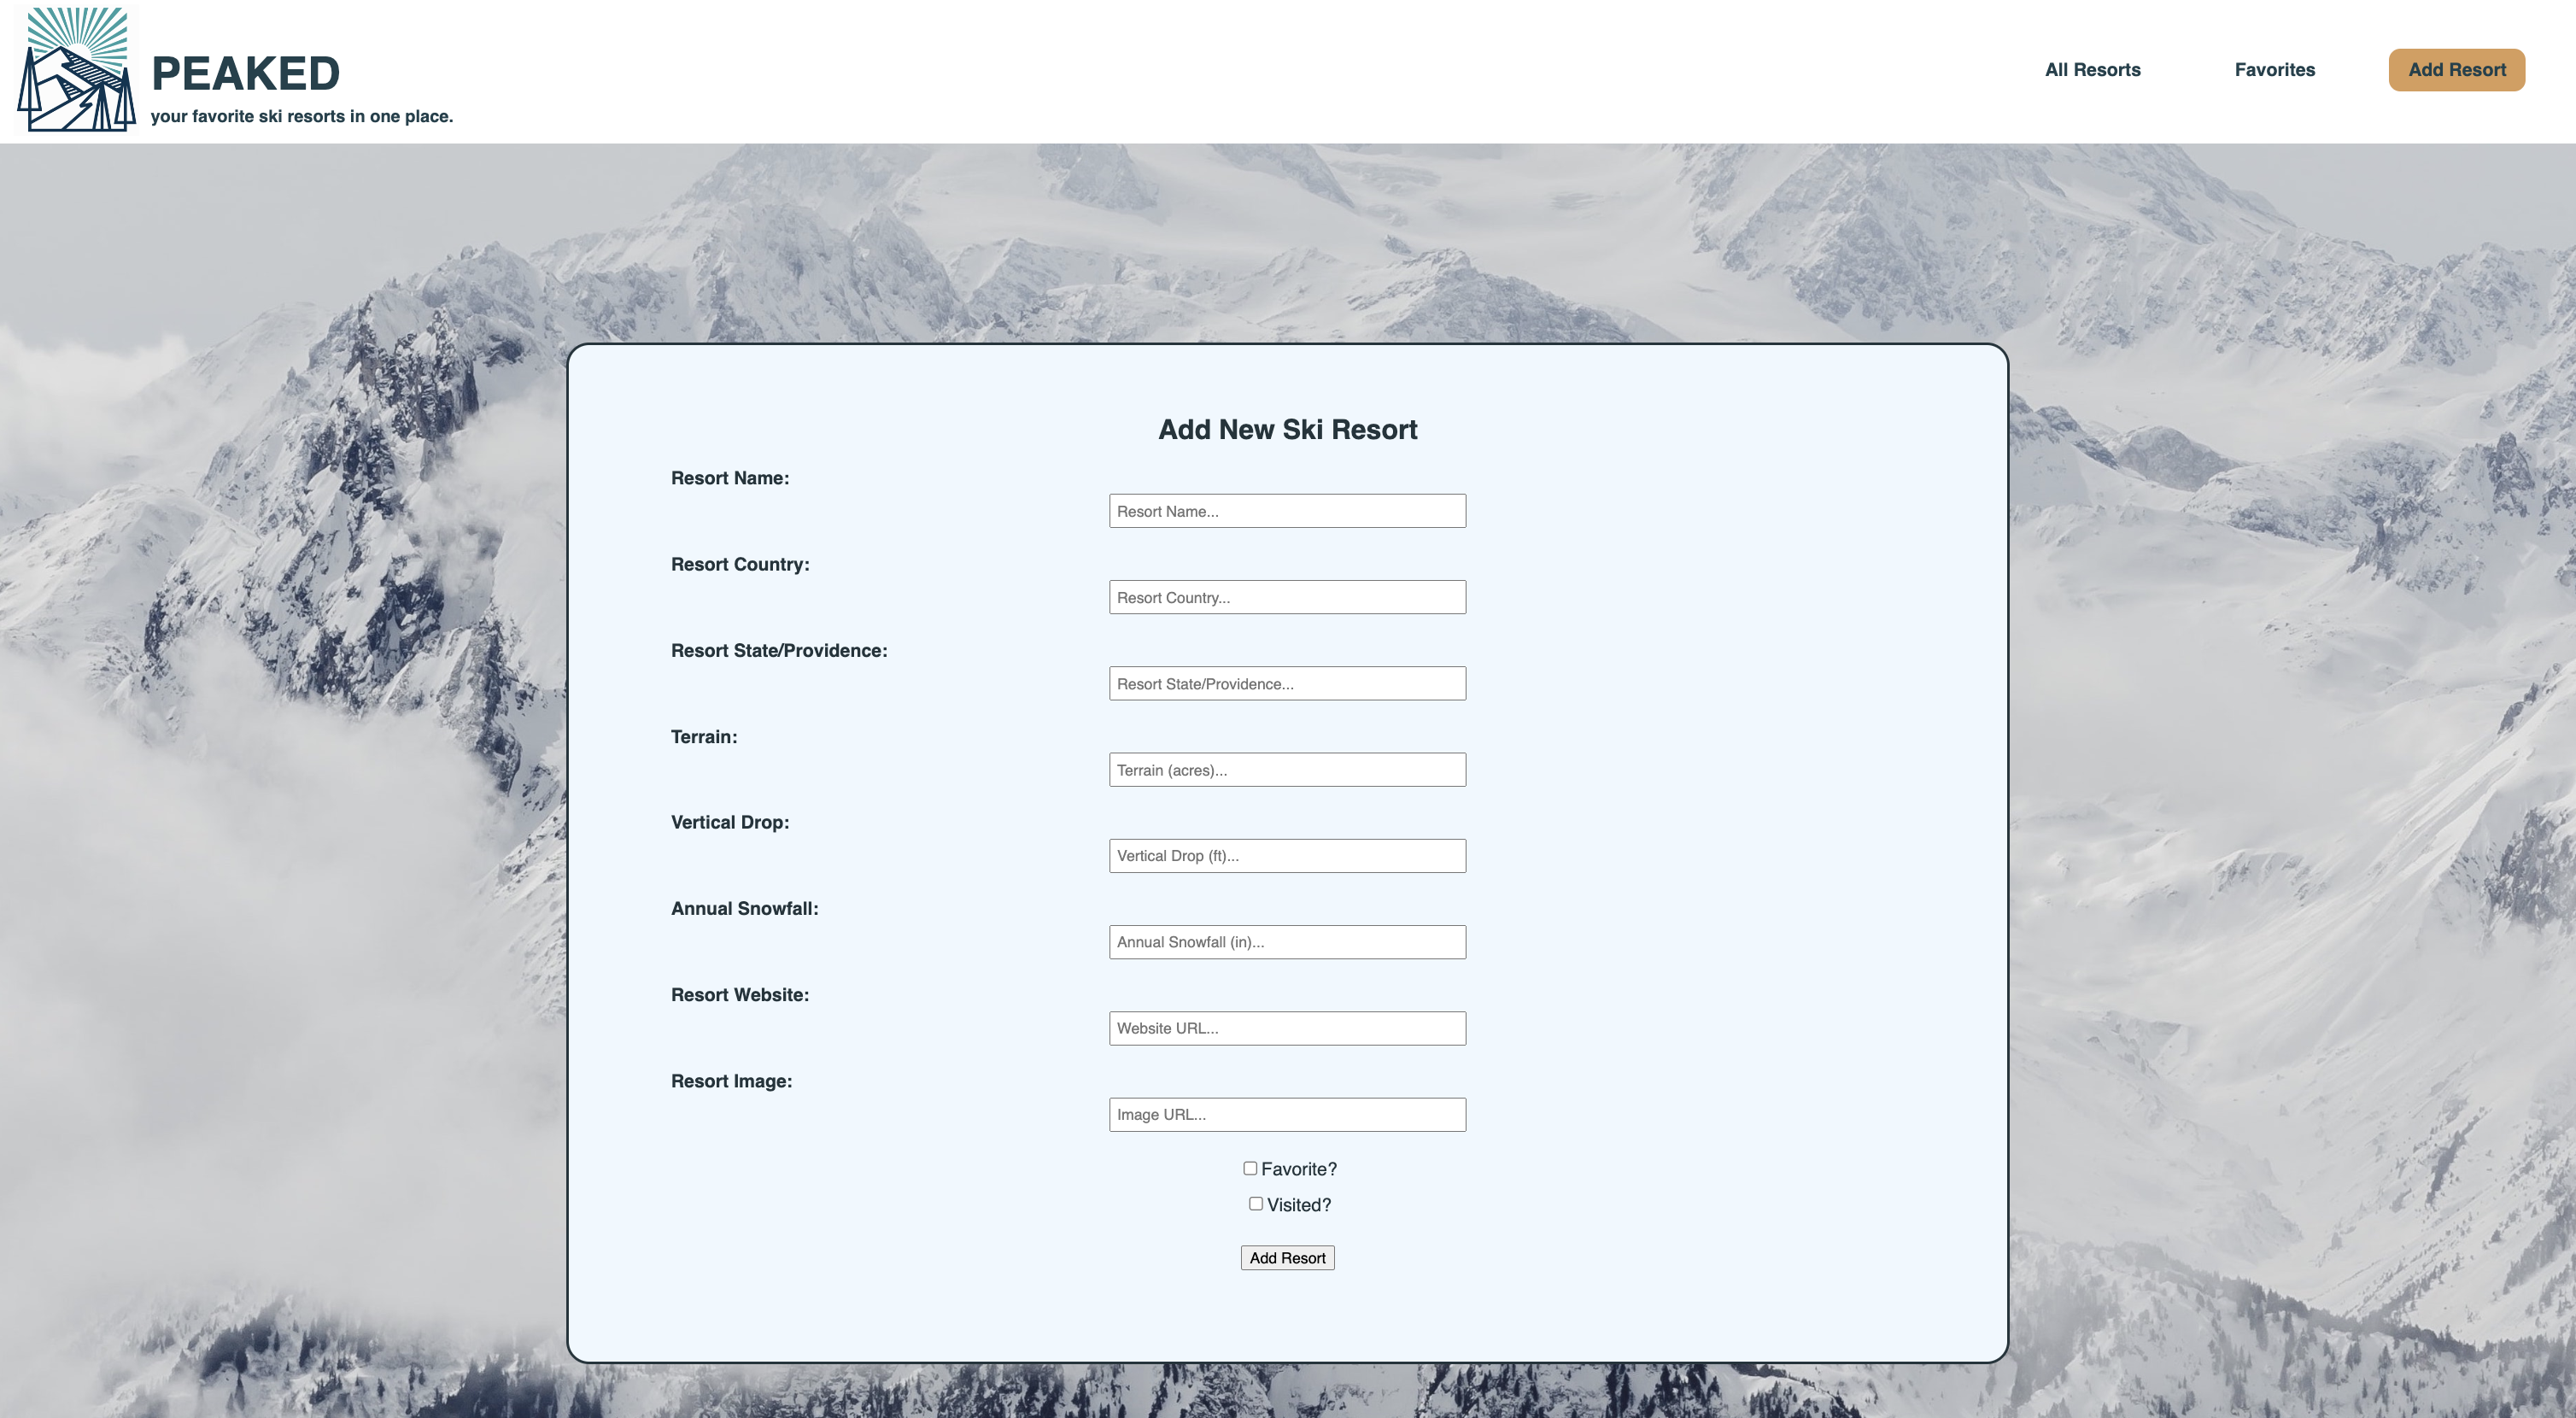 PEAKED
your favorite ski resorts in one place.
All Resorts
Favorites
Add Resort
Add New Ski Resort
Resort Name:
Resort Name...
Resort Country:
Resort Country...
Resort State/Providence:
Resort State/Providence...
Terrain:
Terrain (acres)...
Vertical Drop:
Vertical Drop (ft)...
Annual Snowfall:
Annual Snowfall (in)...
Resort Website:
Website URL...
Resort Image:
Image URL...
Favorite?
Visited?
Add Resort